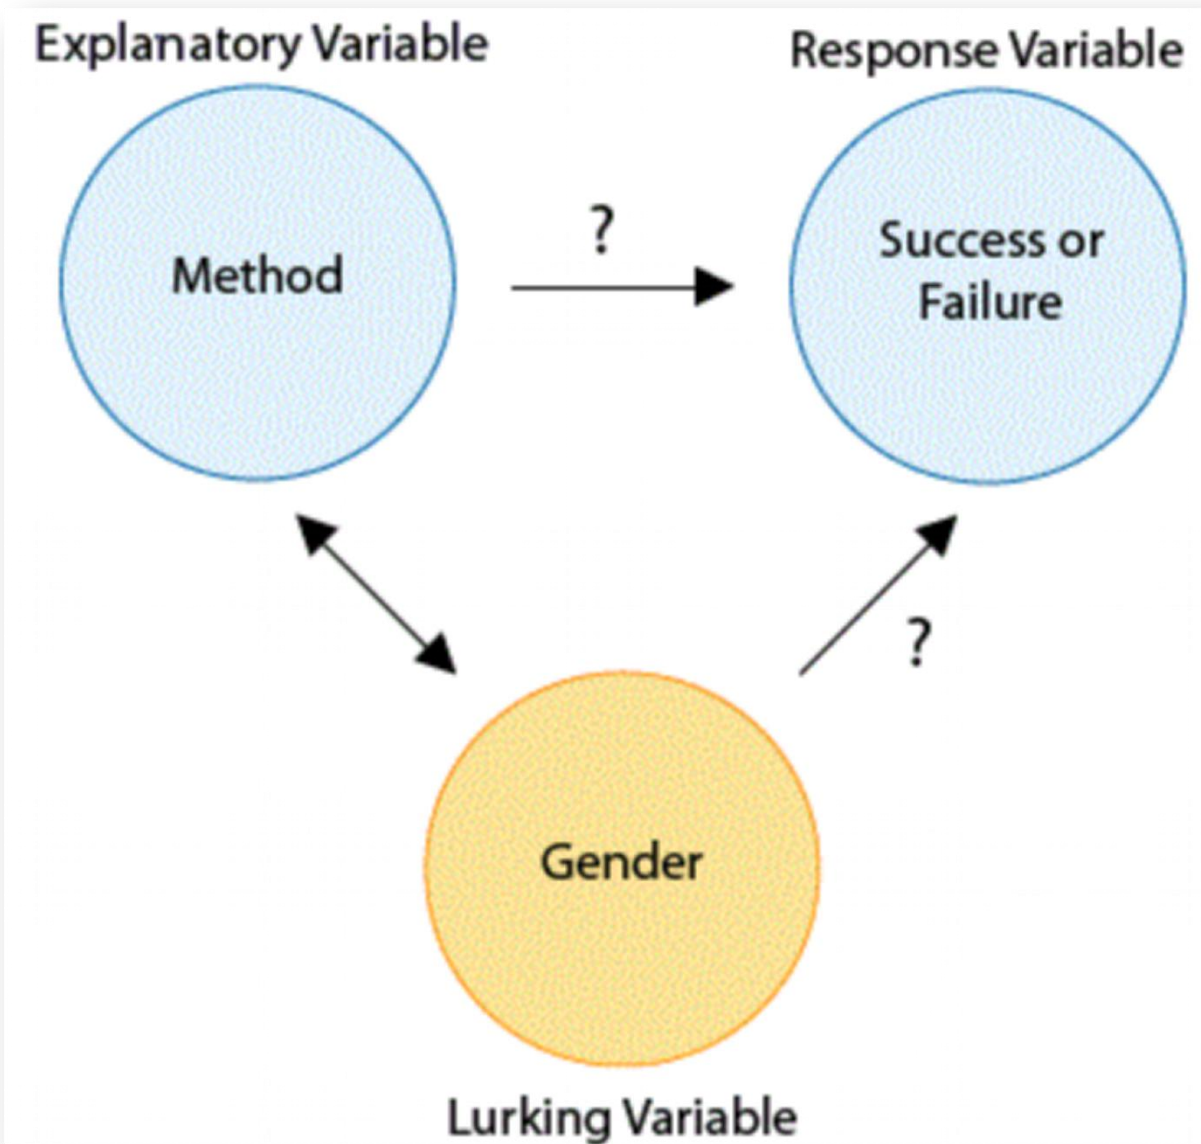 Explanatory Variable
Response Variable
Method
?
Success or
Failure
?
Gender
Lurking Variable